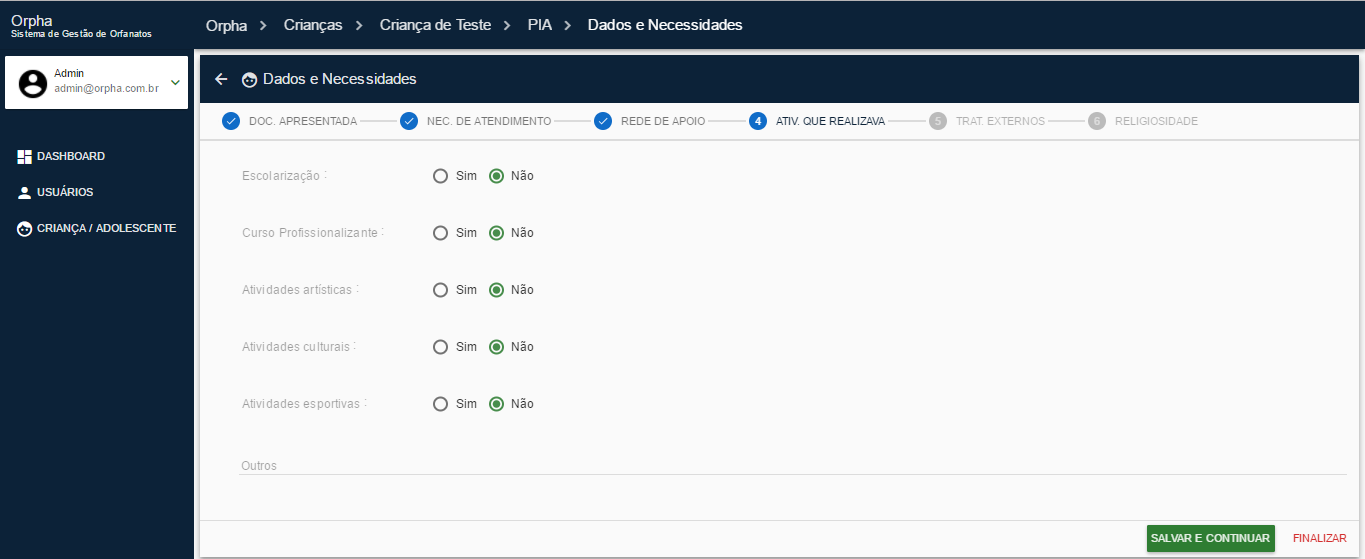 Orpha
Sistema de Gestão de Orfanatos
Orpha > Crianças > Criança de Teste > PIA > Dados e Necessidades
Admin
admin@orpha.com.br
DASHBOARD
USUÁRIOS
CRIANÇA / ADOLESCENTE
Dados e Necessidades
DOC. APRESENTADA NEC. DE ATENDIMENTO REDE DE APOIO 4 ATIV. QUE REALIZAVA 5 TRAT. EXTERNOS 6 RELIGIOSIDADE
Escolarização : Sim Não
Curso Profissionalizante : Sim Não
Atividades artísticas : Sim Não
Atividades culturais : Sim Não
Atividades esportivas : Sim Não
Outros
SALVAR E CONTINUAR FINALIZAR